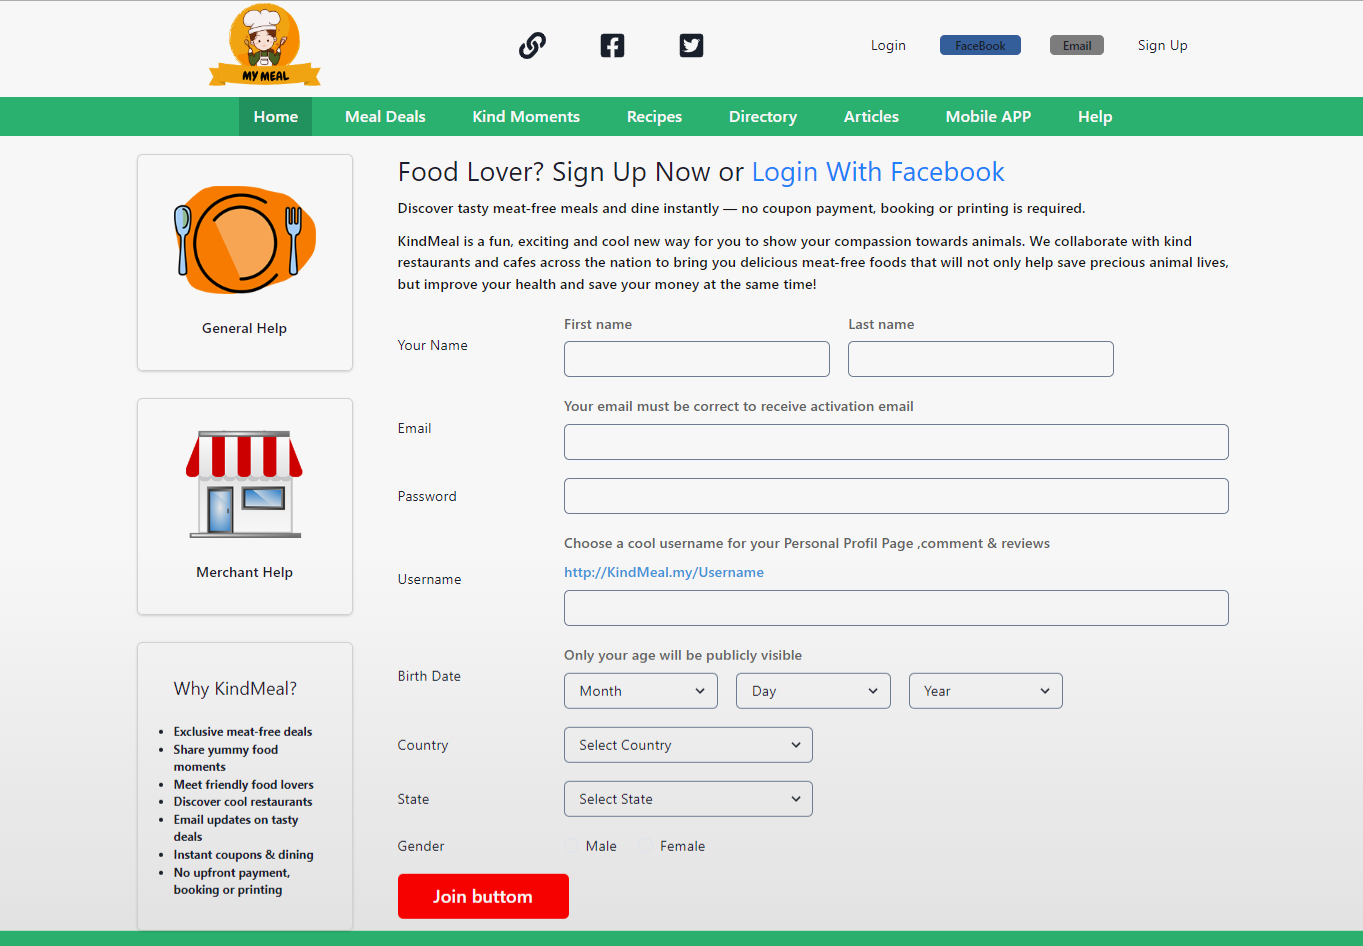 MY MEAL
Login
FaceBook
Email
Sign Up
Home
Meal Deals
Kind Moments
Recipes
Directory
Articles
Mobile APP
Help
General Help
Merchant Help
Why KindMeal?
Exclusive meat-free deals
Share yummy food
moments
Meet friendly food lovers
Discover cool restaurants
Email updates on tasty
deals
Instant coupons & dining
No upfront payment,
booking or printing
Food Lover? Sign Up Now or Login With Facebook
Discover tasty meat-free meals and dine instantly — no coupon payment, booking or printing is required.
KindMeal is a fun, exciting and cool new way for you to show your compassion towards animals. We collaborate with kind
restaurants and cafes across the nation to bring you delicious meat-free foods that will not only help save precious animal lives,
but improve your health and save your money at the same time!
Your Name
First name
Last name
Email
Your email must be correct to receive activation email
Password
Username
Choose a cool username for your Personal Profil Page ,comment & reviews
http://KindMeal.my/Username
Birth Date
Only your age will be publicly visible
Month
Day
Year
Country
Select Country
State
Select State
Gender
Male
Female
Join buttom